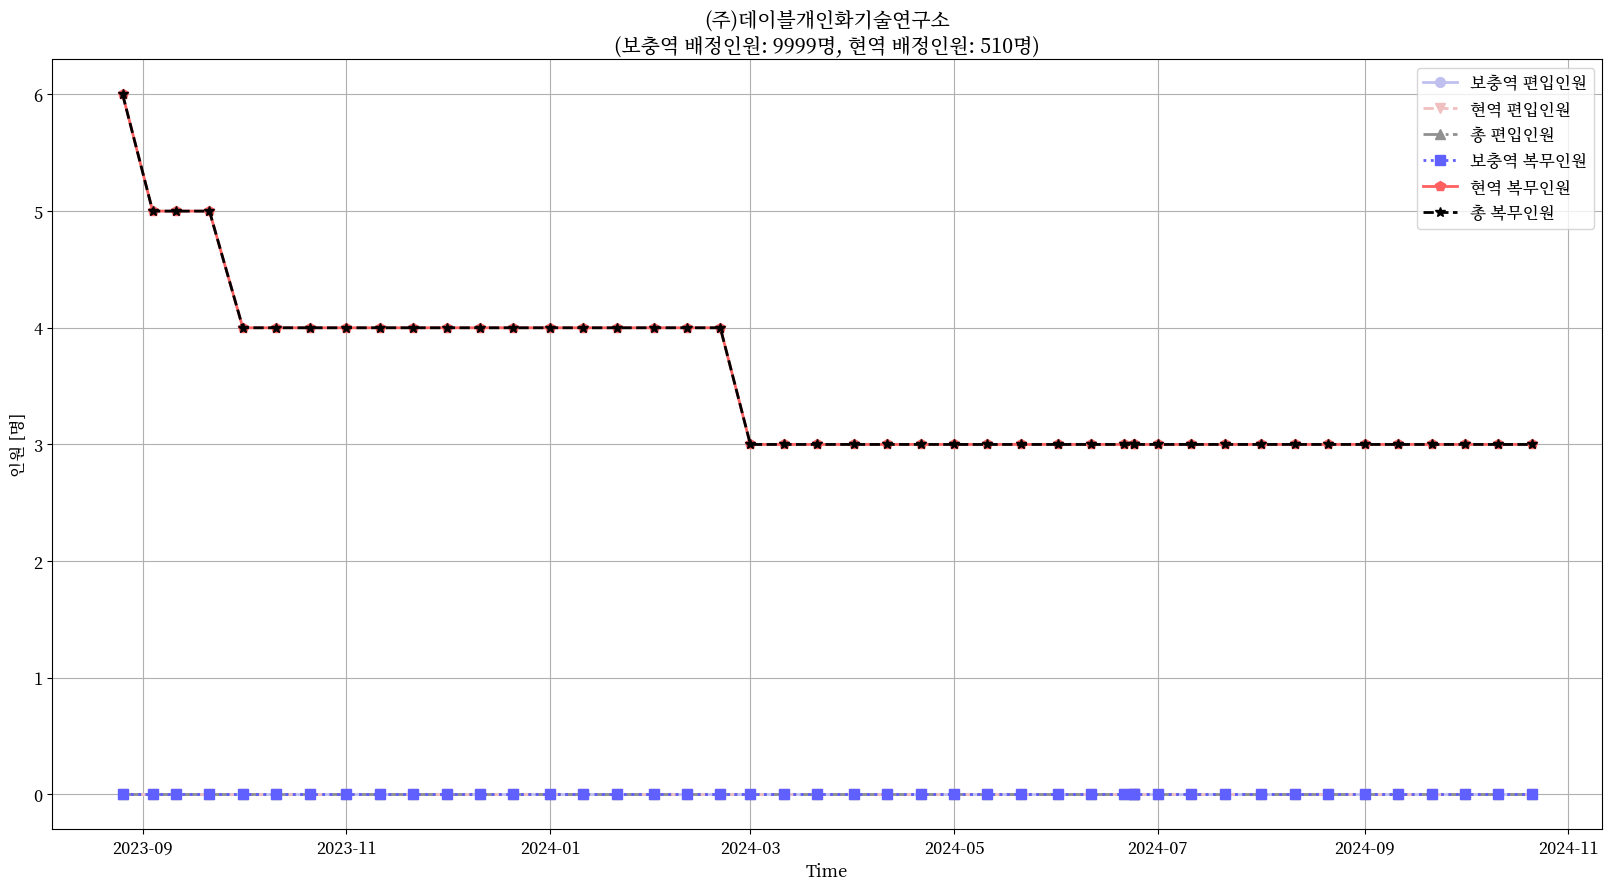 (주)데이블개인화기술연구소
(보충역 배정인원: 9999명, 현역 배정인원: 510명)
보충역 편입인원
현역 편입인원
총 편입인원
보충역 복무인원
현역 복무인원
총 복무인원
인원 [명]
6
5
4
3
2
1
0
2023-09
2023-11
2024-01
2024-03
2024-05
2024-07
2024-09
2024-11
Time